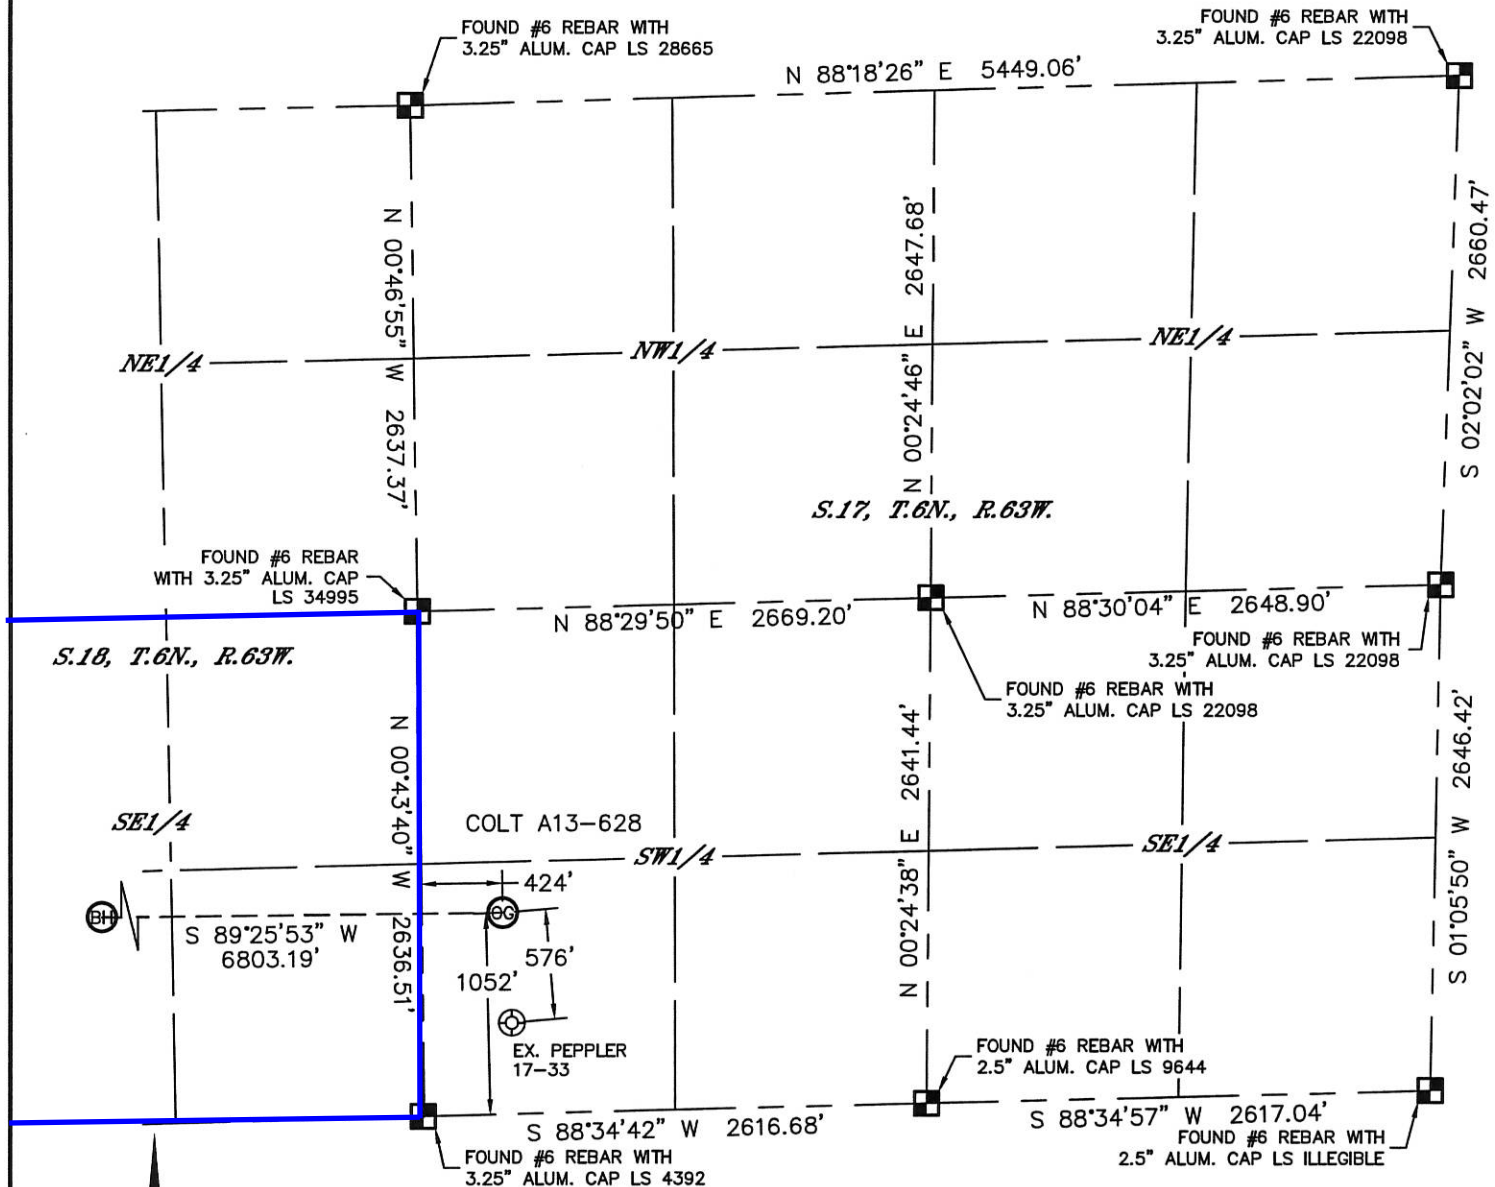 FOUND #6 REBAR WITH
3.25" ALUM. CAP LS 28665
FOUND #6 REBAR WITH
3.25" ALUM. CAP LS 22098
N 88°18'26" E 5449.06'
N 00°46'55" W 2637.37'
N 00°24'46" E 2647.68'
S 02°02'02" W 2660.47'
NE1/4
NW1/4
NE1/4
S.17, T.6N., R.63W.
FOUND #6 REBAR
WITH 3.25" ALUM. CAP
LS 34995
N 88°29'50" E 2669.20'
N 88°30'04" E 2648.90'
FOUND #6 REBAR WITH
3.25" ALUM. CAP LS 22098
FOUND #6 REBAR WITH
3.25" ALUM. CAP LS 22098
S.18, T.6N., R.63W.
N 00°43'40" W 2636.51'
N 00°24'38" E 2641.44'
S 01°05'50" W 2646.42'
SE1/4
COLT A13-628
SW1/4
SE1/4
424'
BH
OG
S 89°25'53" W
6803.19'
576'
1052'
EX. PEPPLER
17-33
FOUND #6 REBAR WITH
2.5" ALUM. CAP LS 9644
S 88°34'42" W 2616.68'
S 88°34'57" W 2617.04'
FOUND #6 REBAR WITH
2.5" ALUM. CAP LS ILLEGIBLE
FOUND #6 REBAR WITH
3.25" ALUM. CAP LS 4392